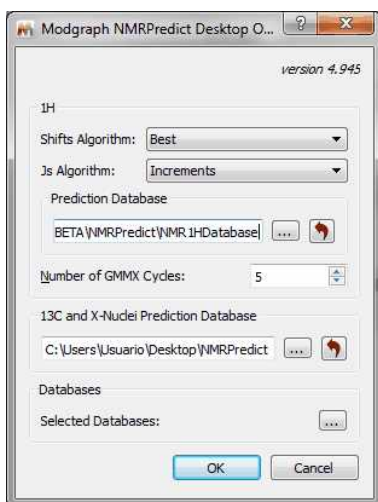 Modgraph NMRPredict Desktop O...
version 4.945
1H
Shifts Algorithm: Best
Js Algorithm: Increments
Prediction Database
BETA\NMRPredict\NMR1HDatabase ...
Number of GMMX Cycles: 5
13C and X-Nuclei Prediction Database
C:\Users\Usuario\Desktop\NMRPredict ...
Databases
Selected Databases: ...
OK Cancel